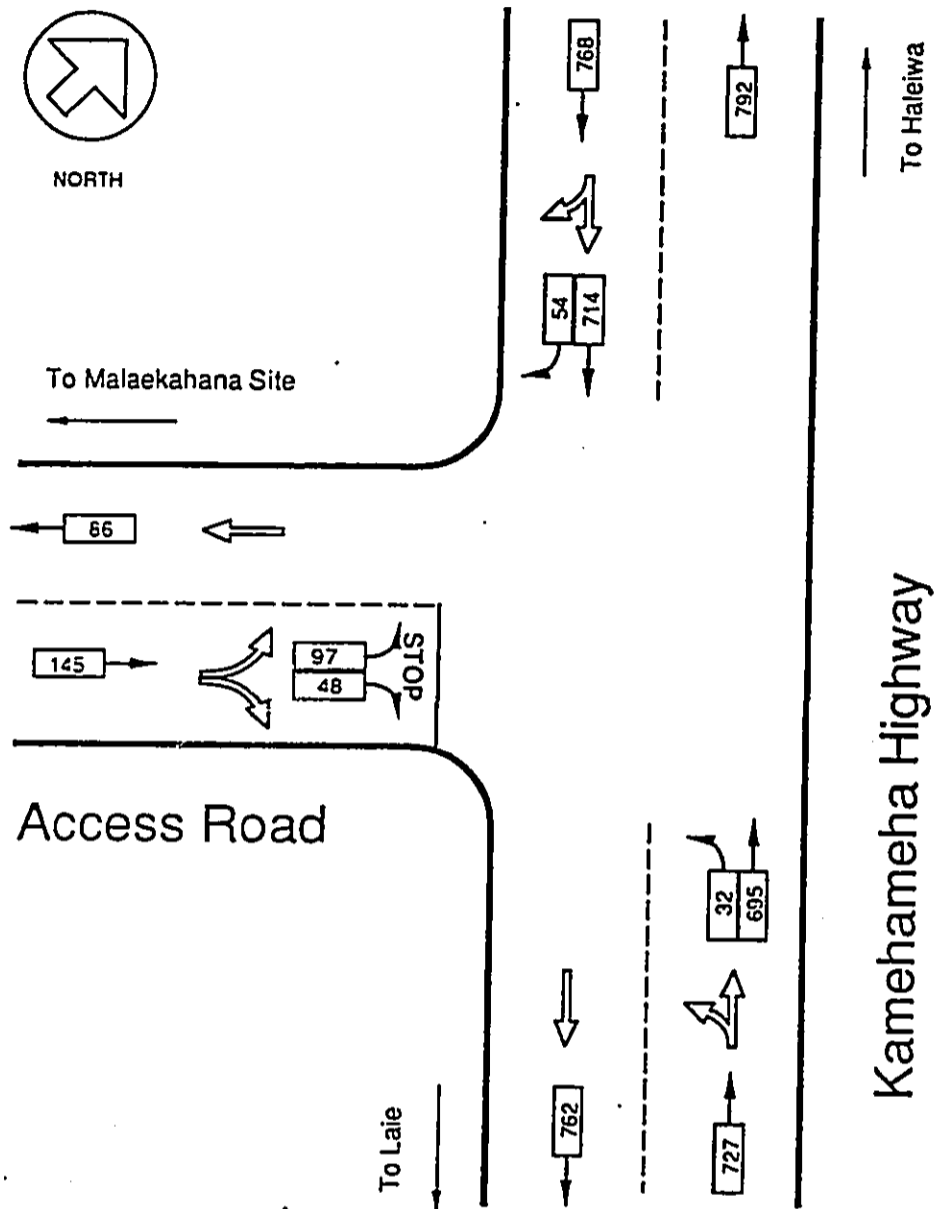 NORTH
768
792
To Haleiwa
54
714
To Malaekahana Site
86
145
97
48
STOP
Access Road
Kamehameha Highway
32
695
To Laie
762
727